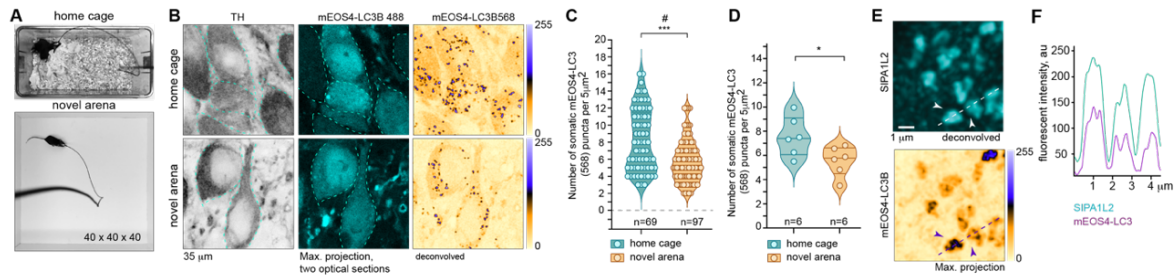 A
home cage
novel arena
40 x 40 x 40
B
TH
mEOS4-LC3B 488
mEOS4-LC3B568
home cage
novel arena
255
0
255
0
35 µm
Max. projection,
two optical sections
deconvolved
C
#
***
Number of somatic mEOS4-LC3
(568) puncta per 5µm²
20
18
16
14
12
10
8
6
4
2
0
n=69
n=97
home cage
novel arena
D
*
Number of somatic mEOS4-LC3
(568) puncta per 5µm²
14
12
10
8
6
4
2
0
n=6
n=6
home cage
novel arena
E
SIPA1L2
1 µm
deconvolved
mEOS4-LC3B
255
0
Max. projection
F
fluorescent intensity, au
250
200
150
100
50
0
1
2
3
4
µm
SIPA1L2
mEOS4-LC3